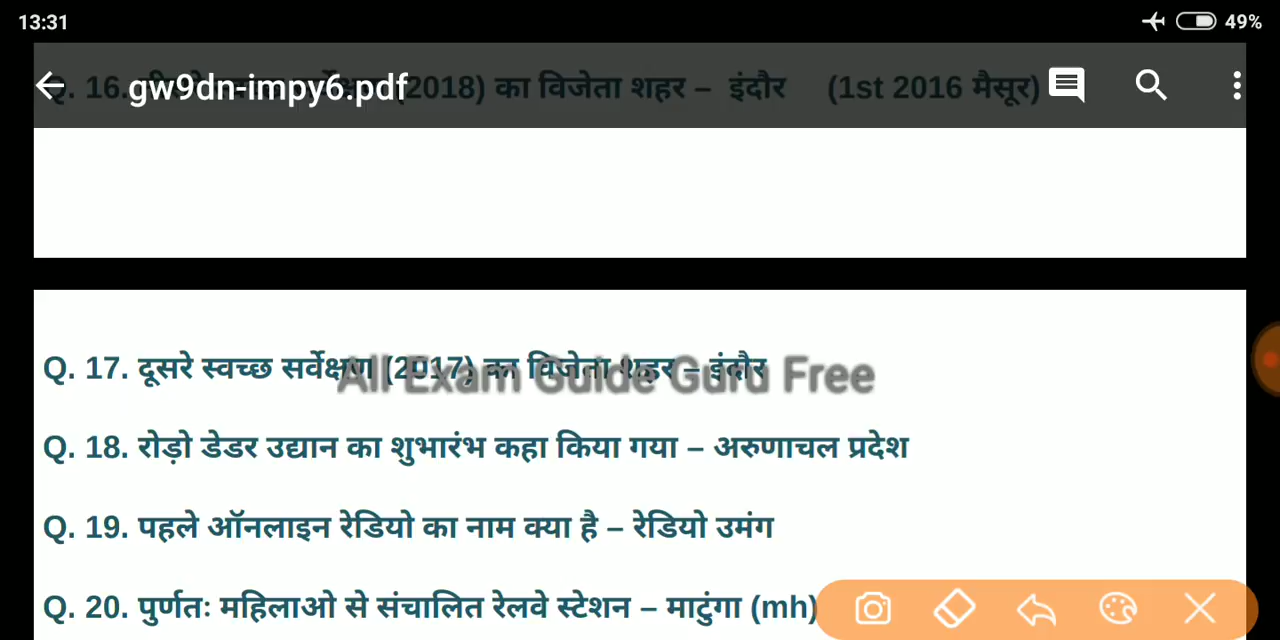 13:31 49%
gw9dn-impy6.pdf
Q. 16. (2018) का विजेता शहर – इंदौर (1st 2016 मैसूर)
Q. 17. दूसरे स्वच्छ सर्वेक्षण (2017) का विजेता शहर – इंदौर
All Exam Guide Guru Free
Q. 18. रोड़ो डेडर उद्यान का शुभारंभ कहा किया गया – अरुणाचल प्रदेश
Q. 19. पहले ऑनलाइन रेडियो का नाम क्या है – रेडियो उमंग
Q. 20. पुर्णतः महिलाओ से संचालित रेलवे स्टेशन – माटुंगा (mh)